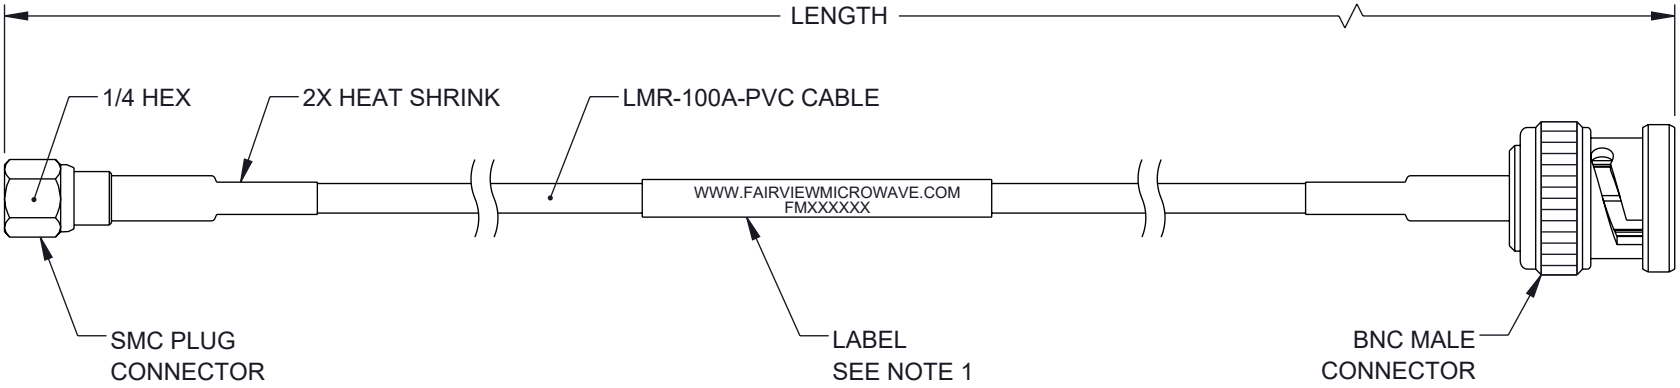 LENGTH
1/4 HEX
2X HEAT SHRINK
LMR-100A-PVC CABLE
WWW.FAIRVIEWMICROWAVE.COM
FMXXXXXX
SMC PLUG
CONNECTOR
LABEL
SEE NOTE 1
BNC MALE
CONNECTOR